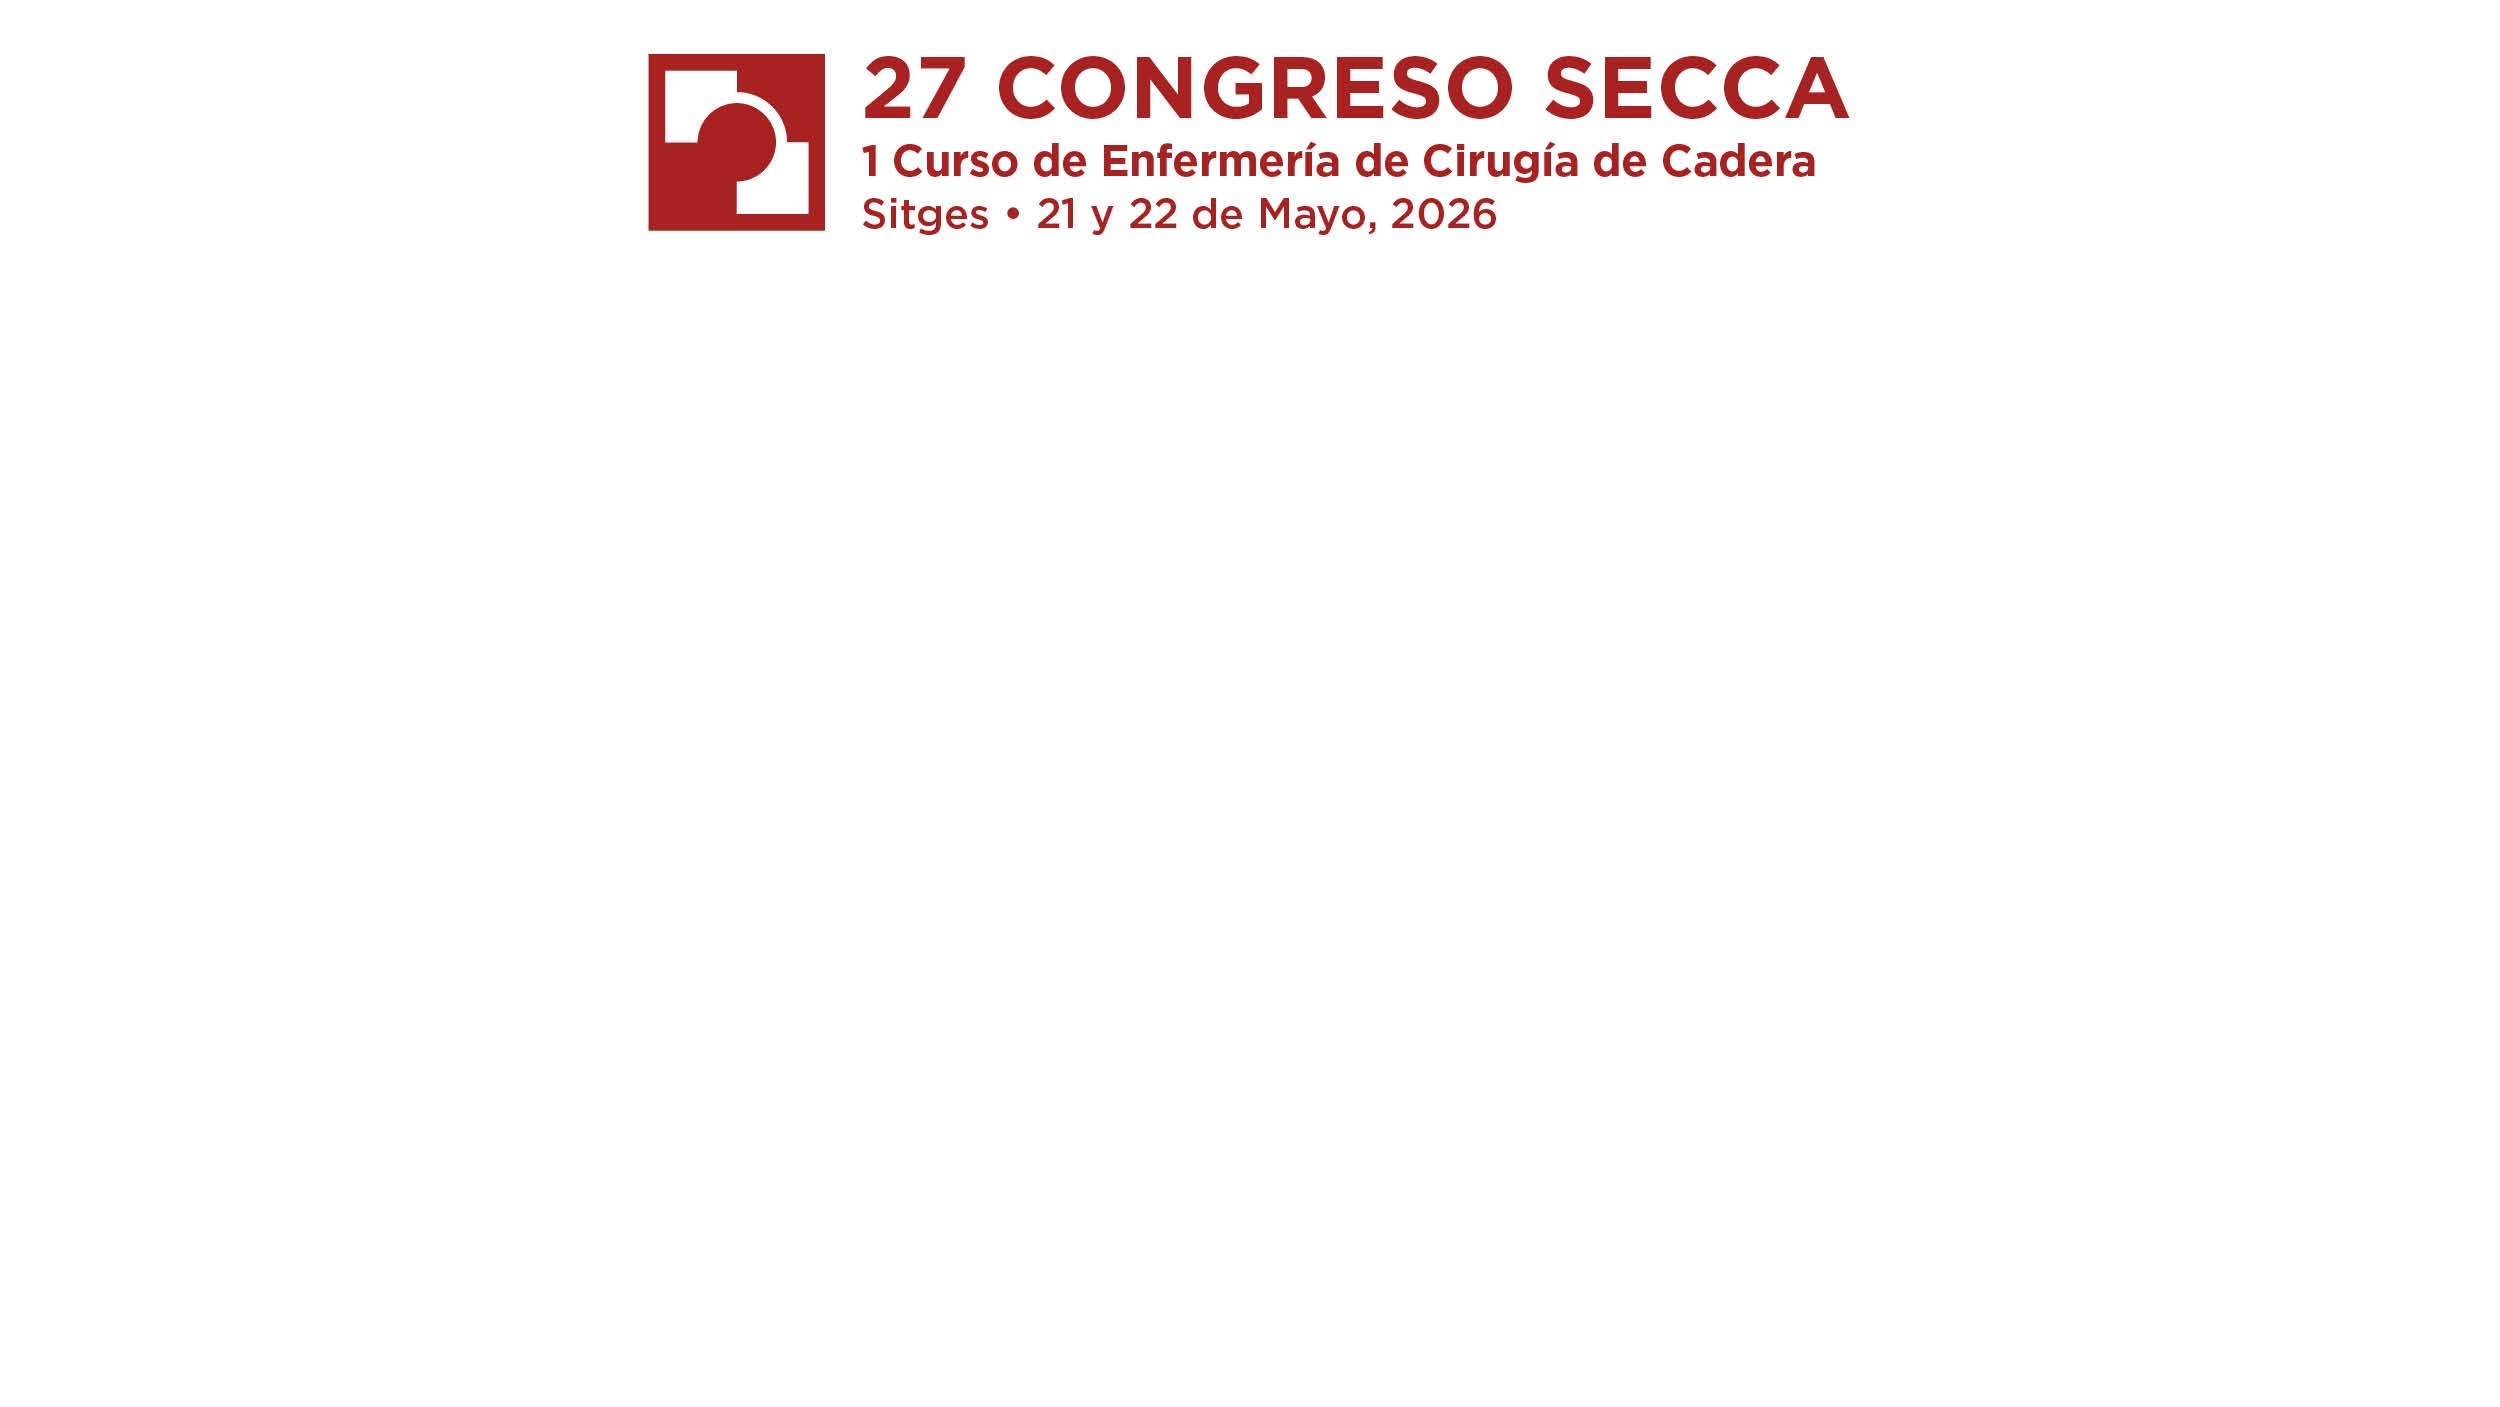 27 CONGRESO SECCA
1 Curso de Enfermería de Cirugía de Cadera
Sitges • 21 y 22 de Mayo, 2026